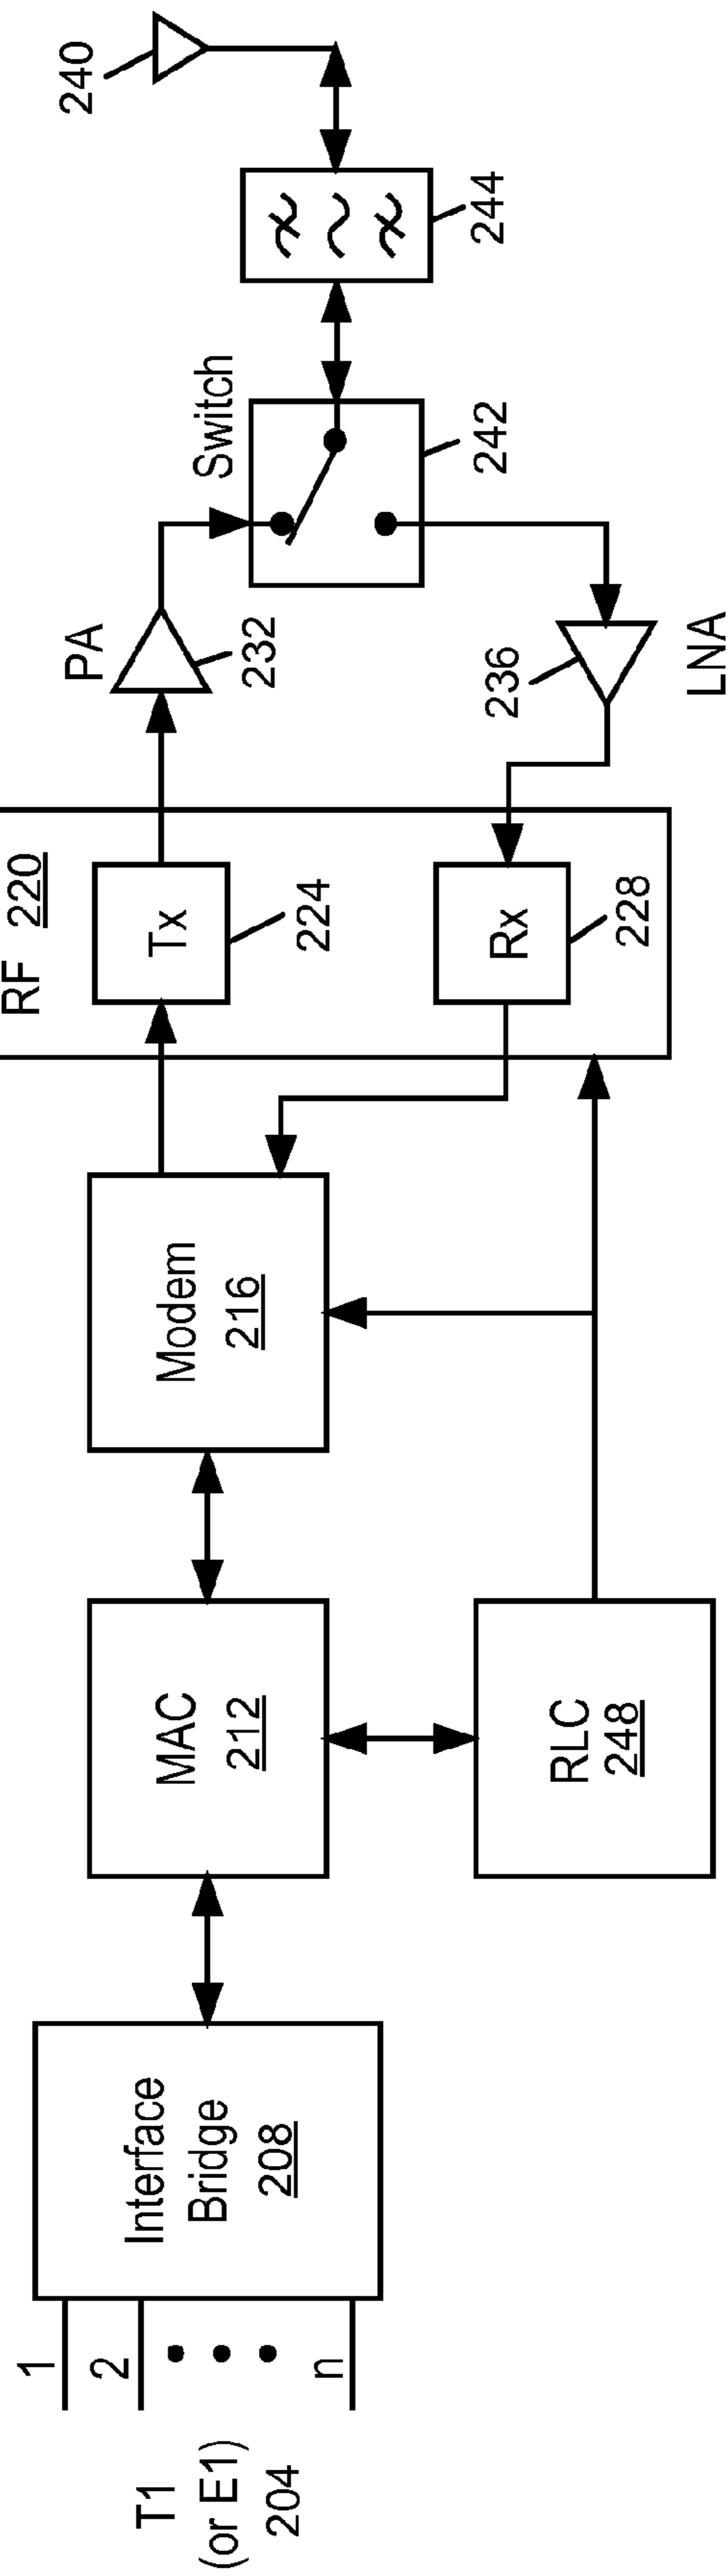 1
2
n
T1
(or E1)
204
Interface
Bridge
208
MAC
212
RLC
248
Modem
216
RF 220
Tx
224
Rx
228
PA
232
236
LNA
Switch
242
244
240